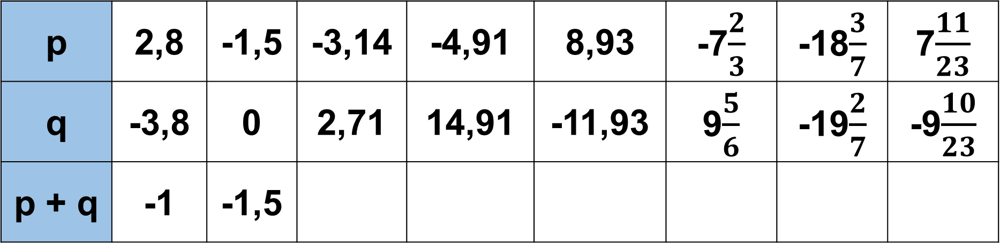 p 2,8 -1,5 -3,14 -4,91 8,93 -7 2/3 -18 3/7 7 11/23
q -3,8 0 2,71 14,91 -11,93 9 5/6 -19 2/7 -9 10/23
p + q -1 -1,5